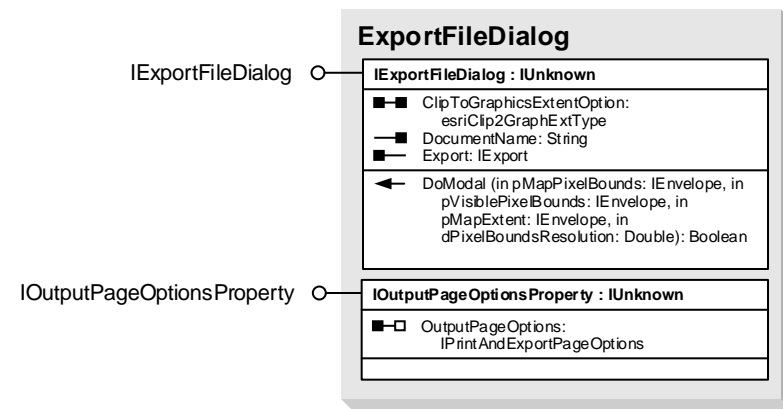 ExportFileDialog
IExportFileDialog
IExportFileDialog : IUnknown
ClipToGraphicsExtentOption:
esriClip2GraphExtType
DocumentName: String
Export: IExport
DoModal (in pMapPixelBounds: IEnvelope, in
pVisiblePixelBounds: IEnvelope, in
pMapExtent: IEnvelope, in
dPixelBoundsResolution: Double): Boolean
IOutputPageOptionsProperty
IOutputPageOptionsProperty : IUnknown
OutputPageOptions:
IPrintAndExportPageOptions